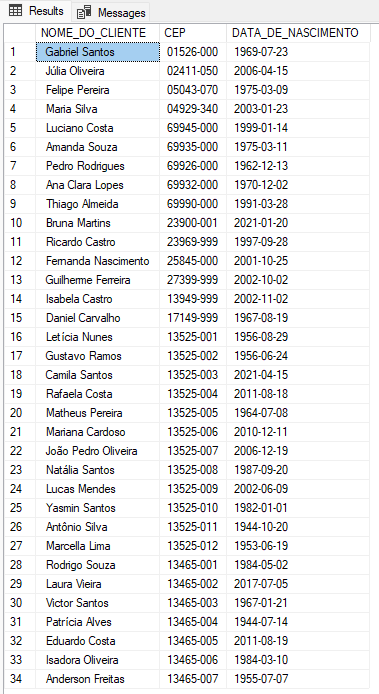 Results Messages
NOME_DO_CLIENTE CEP DATA_DE_NASCIMENTO
1 Gabriel Santos 01526-000 1969-07-23
2 Júlia Oliveira 02411-050 2006-04-15
3 Felipe Pereira 05043-070 1975-03-09
4 Maria Silva 04929-340 2003-01-23
5 Luciano Costa 69945-000 1999-01-14
6 Amanda Souza 69935-000 1975-03-11
7 Pedro Rodrigues 69926-000 1962-12-13
8 Ana Clara Lopes 69932-000 1970-12-02
9 Thiago Almeida 69990-000 1991-03-28
10 Bruna Martins 23900-001 2021-01-20
11 Ricardo Castro 23969-999 1997-09-28
12 Fernanda Nascimento 25845-000 2001-10-25
13 Guilherme Ferreira 27399-999 2002-10-02
14 Isabela Castro 13949-999 2002-11-02
15 Daniel Carvalho 17149-999 1967-08-19
16 Letícia Nunes 13525-001 1956-08-29
17 Gustavo Ramos 13525-002 1956-06-24
18 Camila Santos 13525-003 2021-04-15
19 Rafaela Costa 13525-004 2011-08-18
20 Matheus Pereira 13525-005 1964-07-08
21 Mariana Cardoso 13525-006 2010-12-11
22 João Pedro Oliveira 13525-007 2006-12-19
23 Natália Santos 13525-008 1987-09-20
24 Lucas Mendes 13525-009 2002-06-09
25 Yasmin Santos 13525-010 1982-01-01
26 Antônio Silva 13525-011 1944-10-20
27 Marcella Lima 13525-012 1953-06-19
28 Rodrigo Souza 13465-001 1984-05-02
29 Laura Vieira 13465-002 2017-07-05
30 Victor Santos 13465-003 1967-01-21
31 Patrícia Alves 13465-004 1944-07-14
32 Eduardo Costa 13465-005 2011-08-19
33 Isadora Oliveira 13465-006 1984-03-10
34 Anderson Freitas 13465-007 1955-07-07